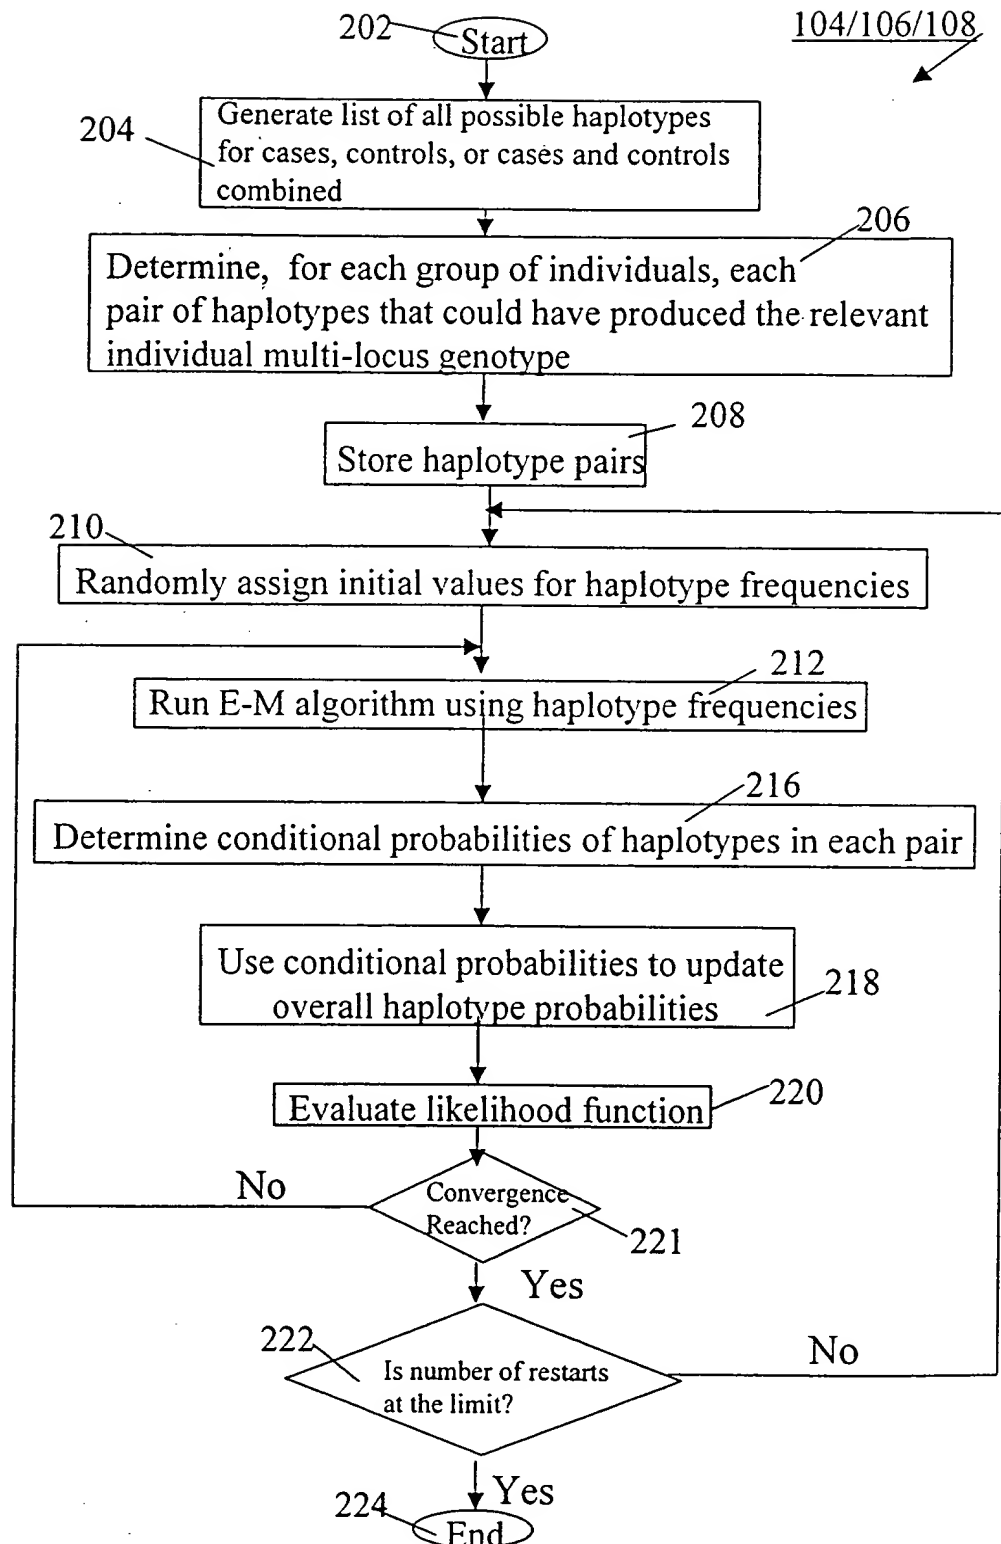 202
Start
104/106/108
204
Generate list of all possible haplotypes
for cases, controls, or cases and controls
combined
206
Determine, for each group of individuals, each
pair of haplotypes that could have produced the relevant
individual multi-locus genotype
208
Store haplotype pairs
210
Randomly assign initial values for haplotype frequencies
212
Run E-M algorithm using haplotype frequencies
216
Determine conditional probabilities of haplotypes in each pair
Use conditional probabilities to update
overall haplotype probabilities
218
Evaluate likelihood function
220
No
Convergence
Reached?
221
Yes
222
Is number of restarts
at the limit?
No
Yes
224
End